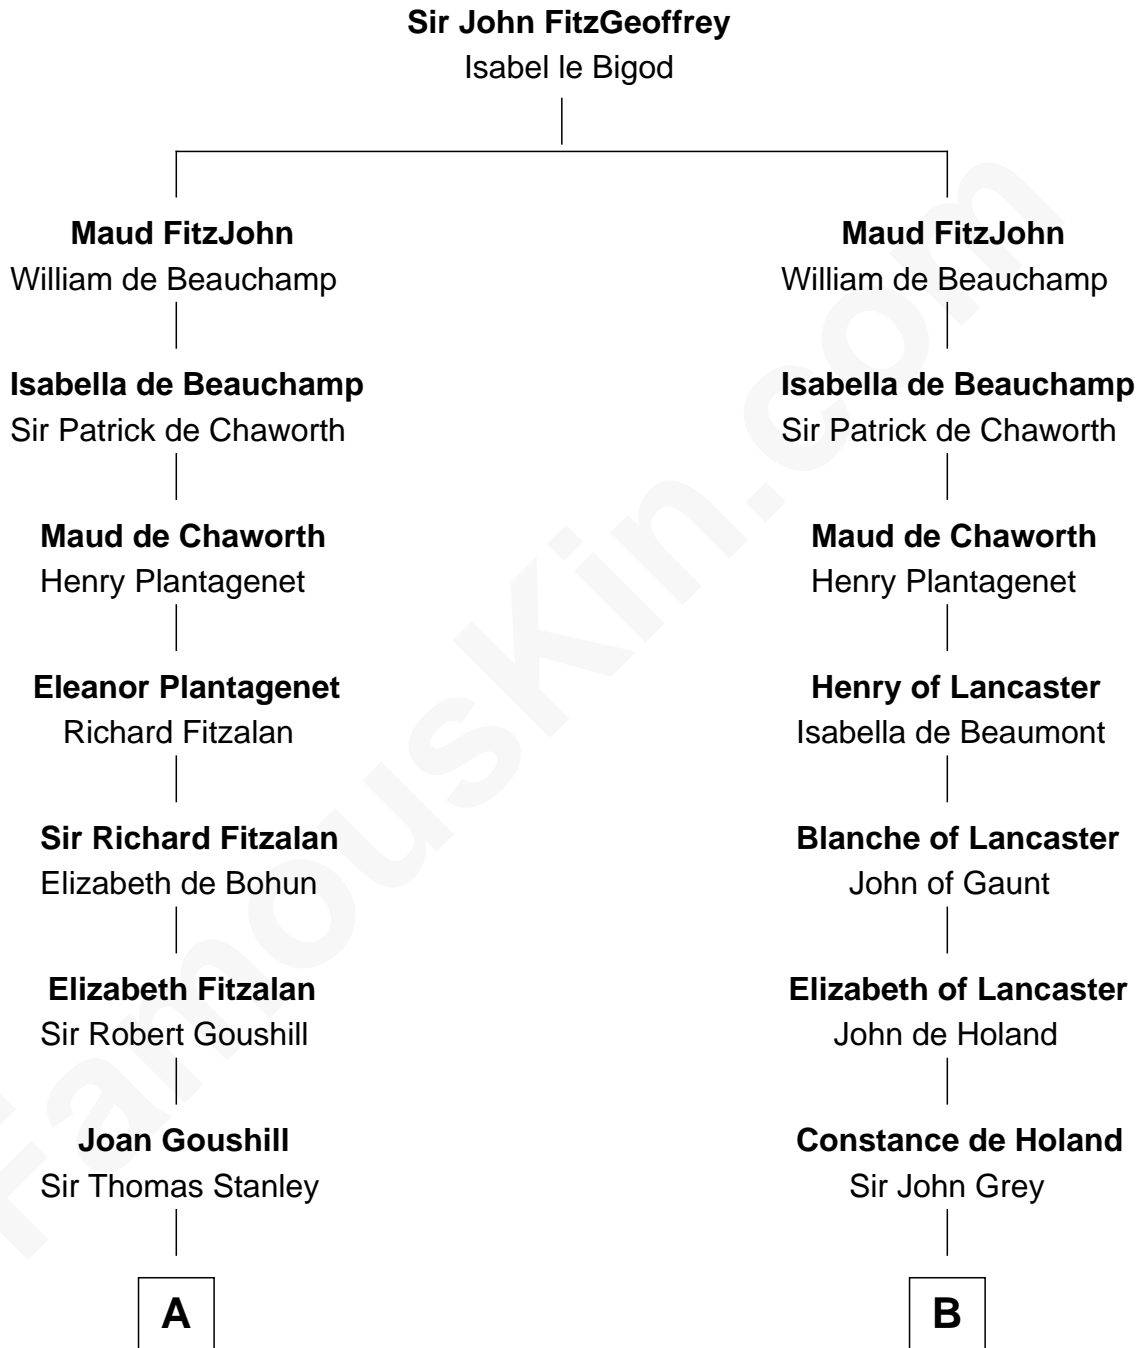 Sir John FitzGeoffrey
Isabel le Bigod
Maud FitzJohn
William de Beauchamp
Isabella de Beauchamp
Sir Patrick de Chaworth
Maud de Chaworth
Henry Plantagenet
Eleanor Plantagenet
Richard Fitzalan
Sir Richard Fitzalan
Elizabeth de Bohun
Elizabeth Fitzalan
Sir Robert Goushill
Joan Goushill
Sir Thomas Stanley
A
Maud FitzJohn
William de Beauchamp
Isabella de Beauchamp
Sir Patrick de Chaworth
Maud de Chaworth
Henry Plantagenet
Henry of Lancaster
Isabella de Beaumont
Blanche of Lancaster
John of Gaunt
Elizabeth of Lancaster
John de Holand
Constance de Holand
Sir John Grey
B
FamousKin.com